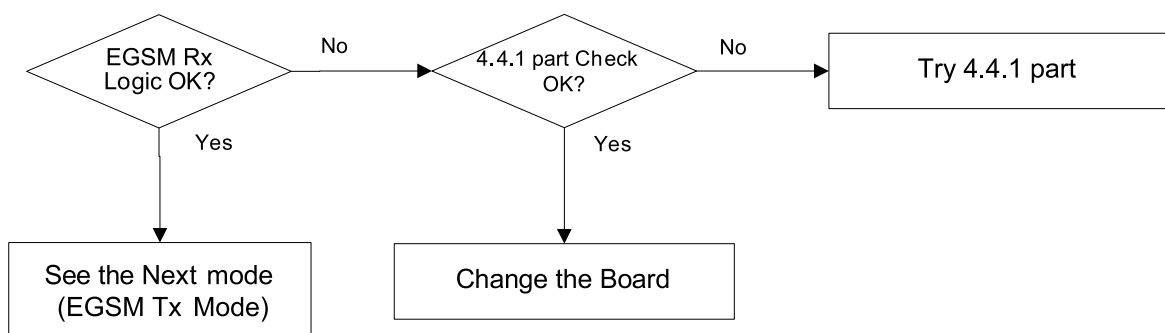 EGSM Rx
Logic OK?
No
4.4.1 part Check
OK?
No
Try 4.4.1 part
Yes
Yes
See the Next mode
(EGSM Tx Mode)
Change the Board